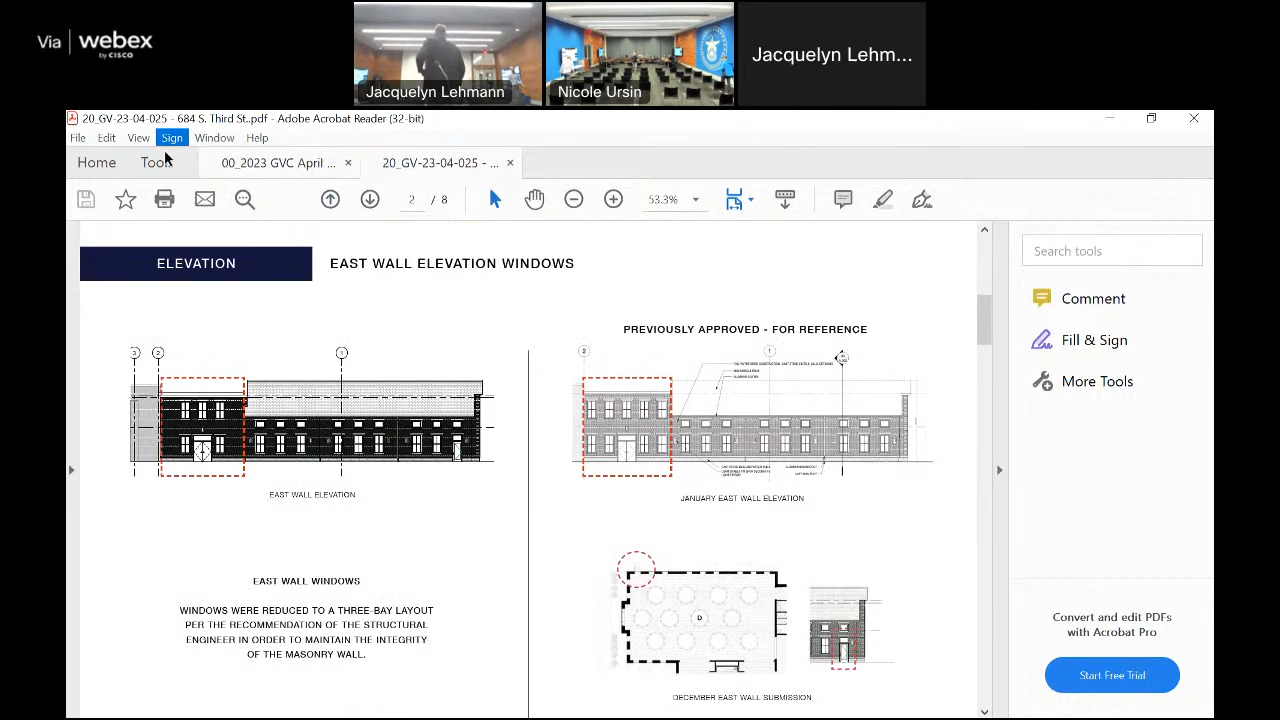 Via | webex
by CISCO
Jacquelyn Lehmann
Nicole Ursin
Jacquelyn Lehm...
20_GV-23-04-025 - 684 S. Third St..pdf - Adobe Acrobat Reader (32-bit)
File Edit View Sign Window Help
Home Tools 00_2023 GVC April ... × 20_GV-23-04-025 - ... ×
2 / 8 53.3%
ELEVATION EAST WALL ELEVATION WINDOWS
Search tools
Comment
Fill & Sign
More Tools
PREVIOUSLY APPROVED - FOR REFERENCE
3 2 1
2 1
EAST WALL ELEVATION
JANUARY EAST WALL ELEVATION
EAST WALL WINDOWS
WINDOWS WERE REDUCED TO A THREE-BAY LAYOUT
PER THE RECOMMENDATION OF THE STRUCTURAL
ENGINEER IN ORDER TO MAINTAIN THE INTEGRITY
OF THE MASONRY WALL.
D
DECEMBER EAST WALL SUBMISSION
Convert and edit PDFs
with Acrobat Pro
Start Free Trial